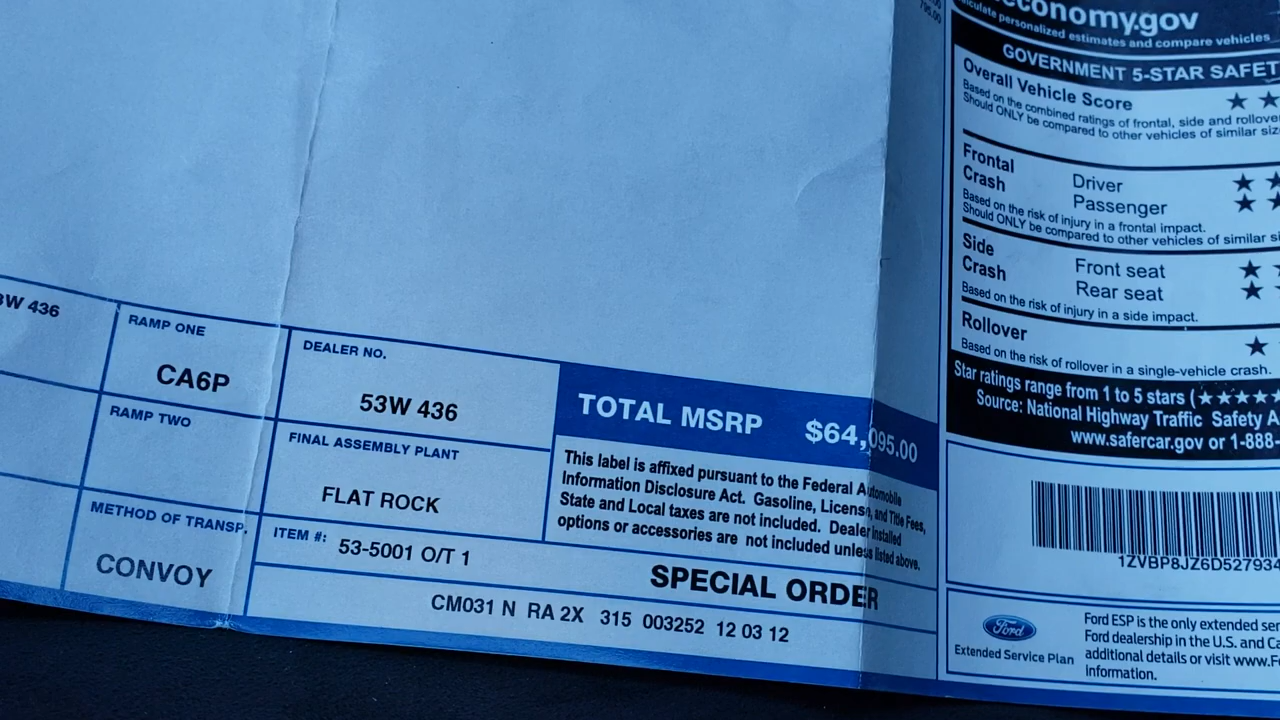 3W 436
RAMP ONE
CA6P
RAMP TWO
METHOD OF TRANSP.
CONVOY
DEALER NO.
53W 436
FINAL ASSEMBLY PLANT
FLAT ROCK
ITEM #: 53-5001 O/T 1
TOTAL MSRP $64,095.00
This label is affixed pursuant to the Federal Automobile
Information Disclosure Act. Gasoline, License, and Title Fees,
State and Local taxes are not included. Dealer installed
options or accessories are not included unless listed above.
SPECIAL ORDER
CM031 N RA 2X 315 003252 12 03 12
795.00
economy.gov
personalized estimates and compare vehicles
GOVERNMENT 5-STAR SAFET
Overall Vehicle Score ★ ★
Based on the combined ratings of frontal, side and rollover
Should ONLY be compared to other vehicles of similar siz
Frontal
Crash
Driver ★ ★
Passenger ★ ★
Based on the risk of injury in a frontal impact.
Should ONLY be compared to other vehicles of similar si
Side
Crash
Front seat ★
Rear seat ★
Based on the risk of injury in a side impact.
Rollover ★
Based on the risk of rollover in a single-vehicle crash.
Star ratings range from 1 to 5 stars (★★★★★
Source: National Highway Traffic Safety A
www.safercar.gov or 1-888-
1ZVBP8JZ6D527934
Ford
Extended Service Plan
Ford ESP is the only extended ser
Ford dealership in the U.S. and Ca
additional details or visit www.F
information.